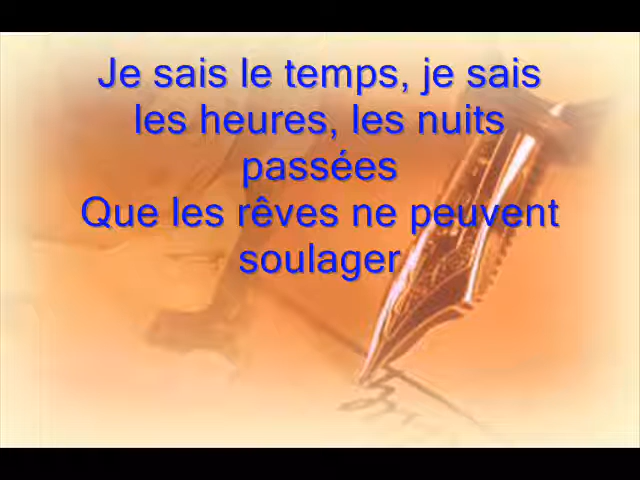 Je sais le temps, je sais
les heures, les nuits
passées
Que les rêves ne peuvent
soulager